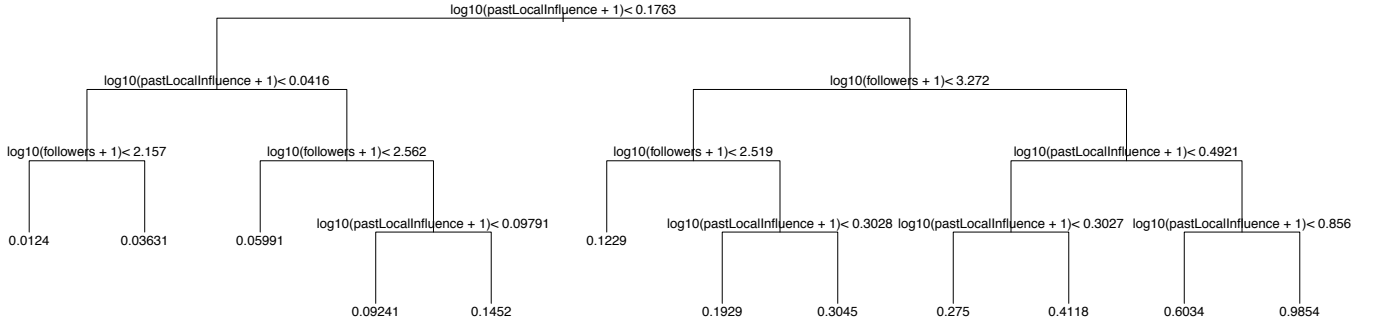 log10(pastLocalInfluence + 1)< 0.1763
log10(pastLocalInfluence + 1)< 0.0416
log10(followers + 1)< 3.272
log10(followers + 1)< 2.157
log10(followers + 1)< 2.562
log10(followers + 1)< 2.519
log10(pastLocalInfluence + 1)< 0.4921
log10(pastLocalInfluence + 1)< 0.09791
log10(pastLocalInfluence + 1)< 0.3028
log10(pastLocalInfluence + 1)< 0.3027
log10(pastLocalInfluence + 1)< 0.856
0.0124
0.03631
0.05991
0.1229
0.09241
0.1452
0.1929
0.3045
0.275
0.4118
0.6034
0.9854